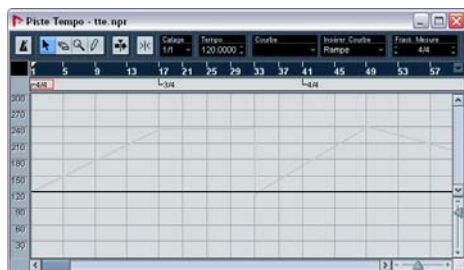 Piste Tempo - tte.npr
Calage Tempo Courbe Insérer Courbe Fract. Mesure
1/1 120.0000 Rampe 4/4
1 5 9 13 17 21 25 29 33 37 41 45 49 53 57
4/4 3/4 4/4
300
270
240
210
180
150
120
90
60
30